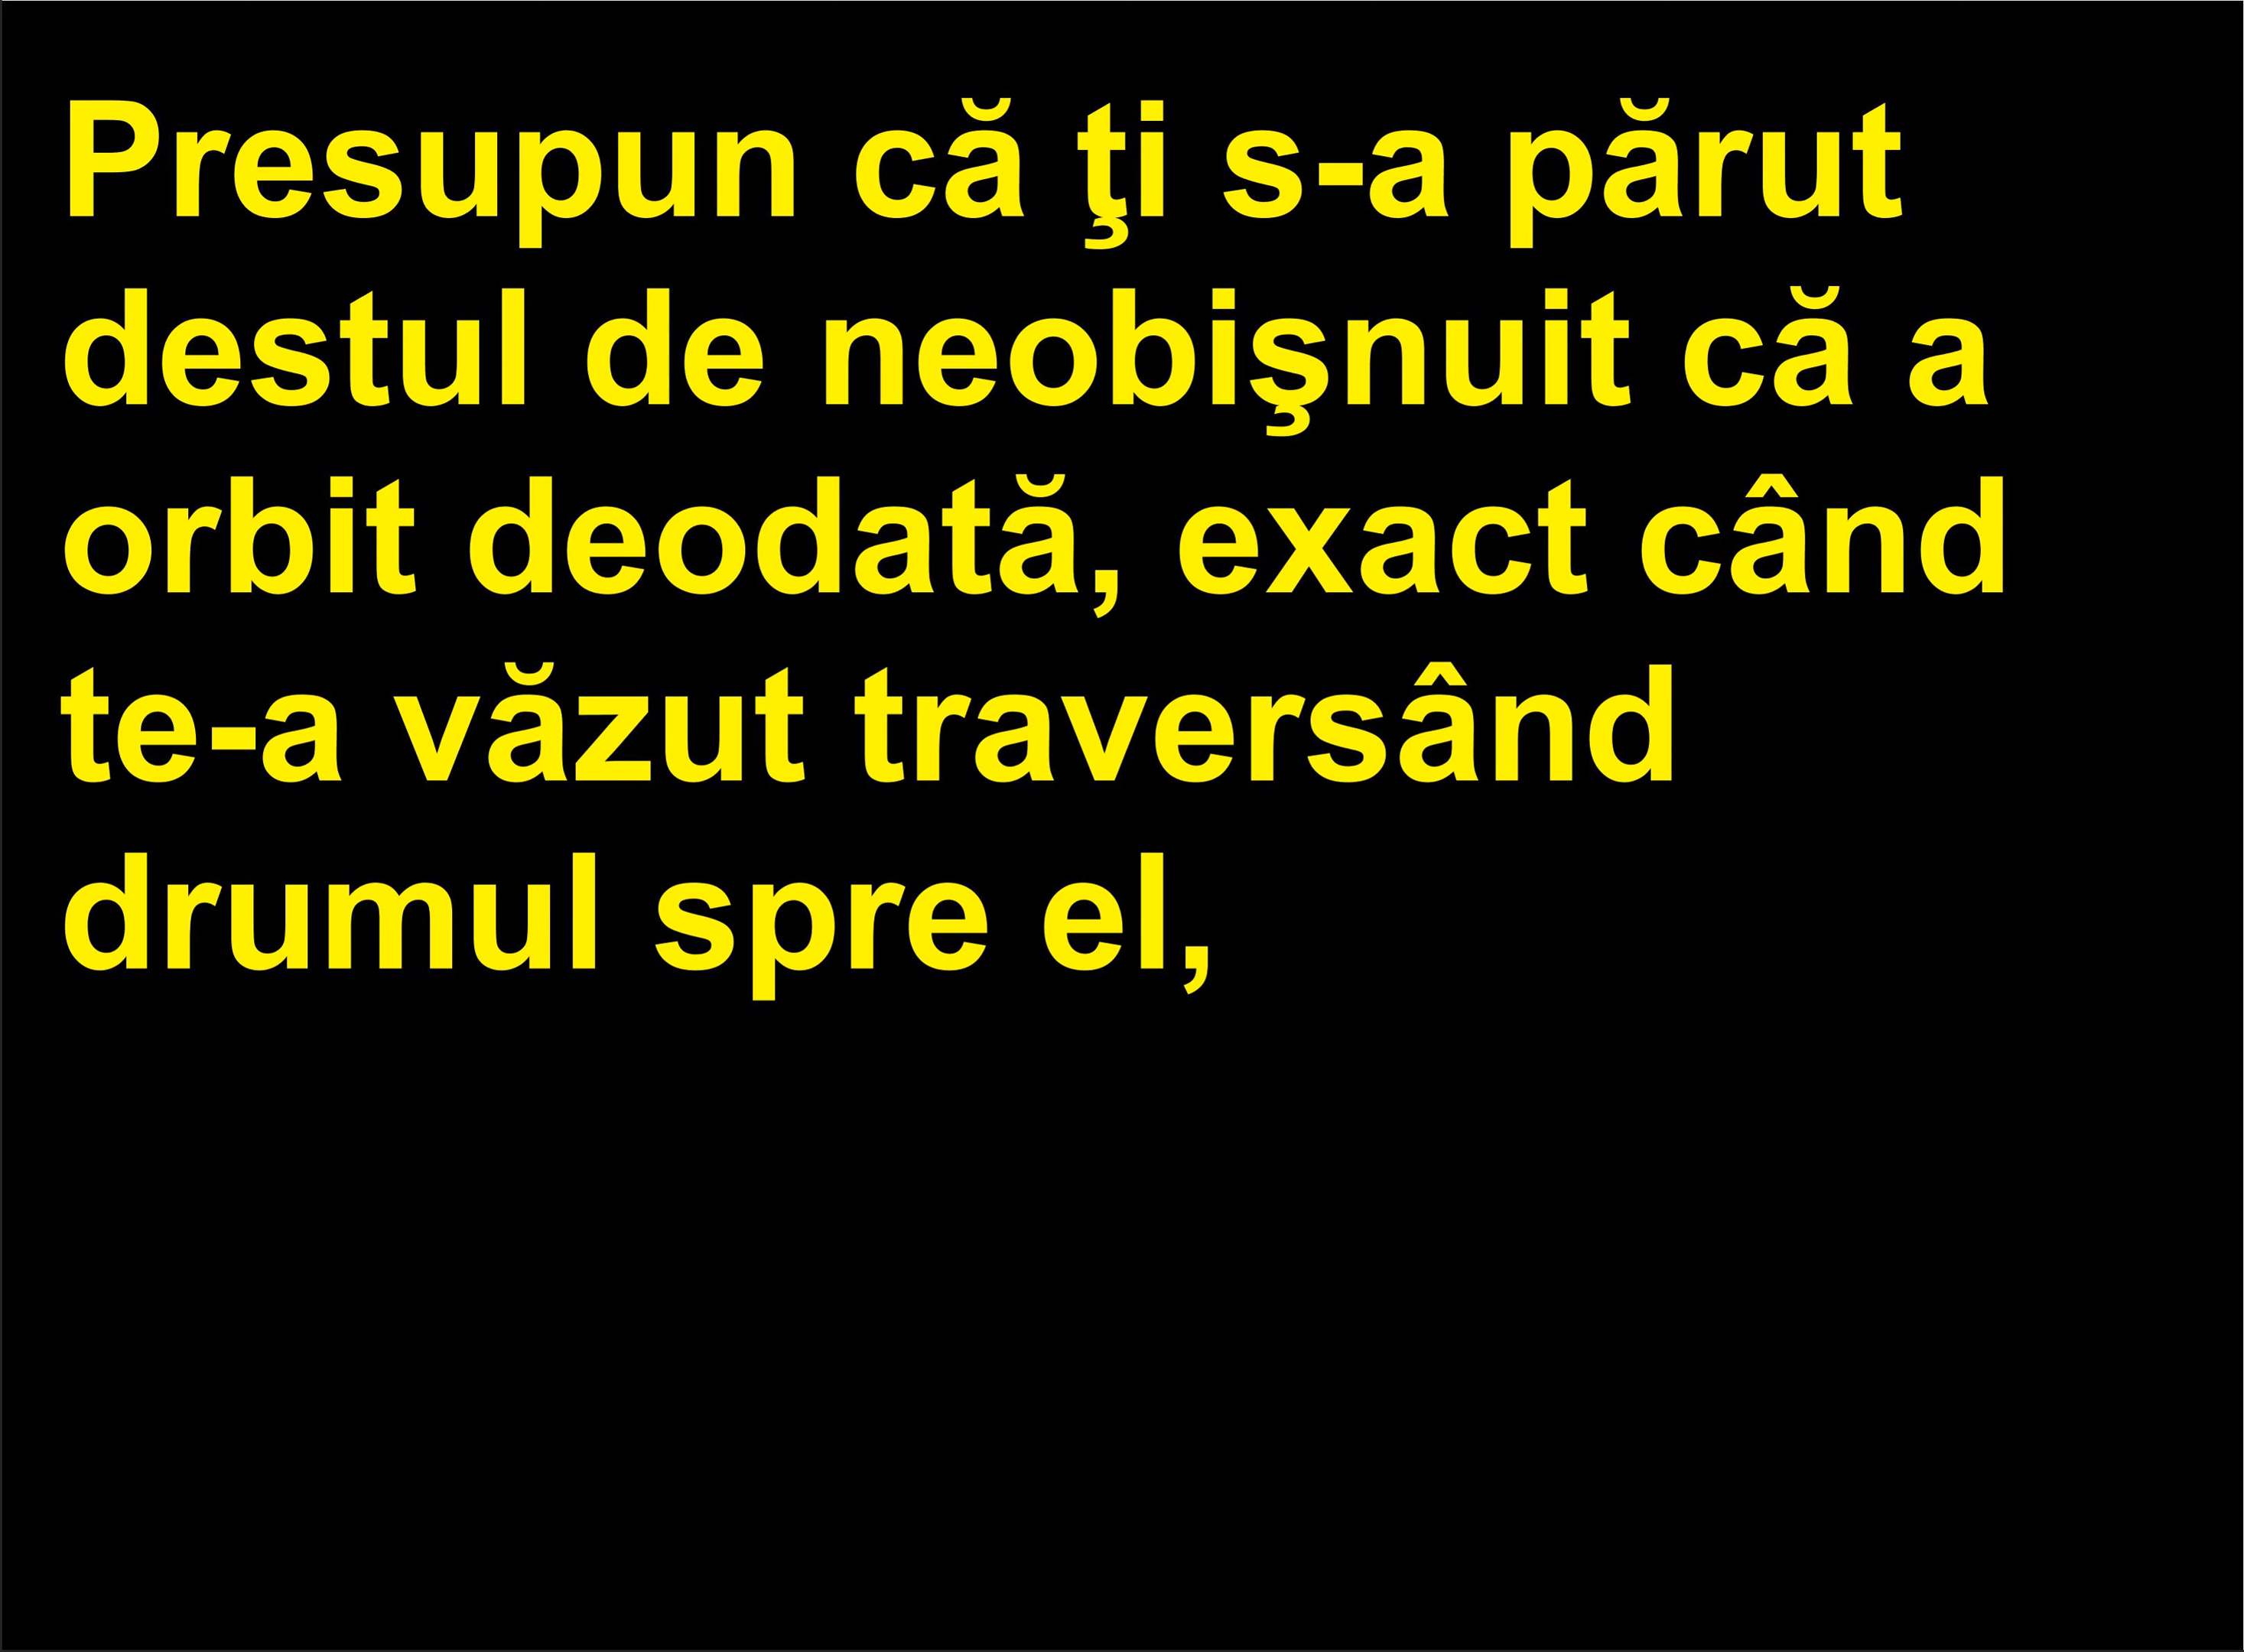 Presupun că ţi s-a părut
destul de neobişnuit că a
orbit deodată, exact când
te-a văzut traversând
drumul spre el,